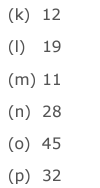 (k) 12
(l) 19
(m) 11
(n) 28
(o) 45
(p) 32